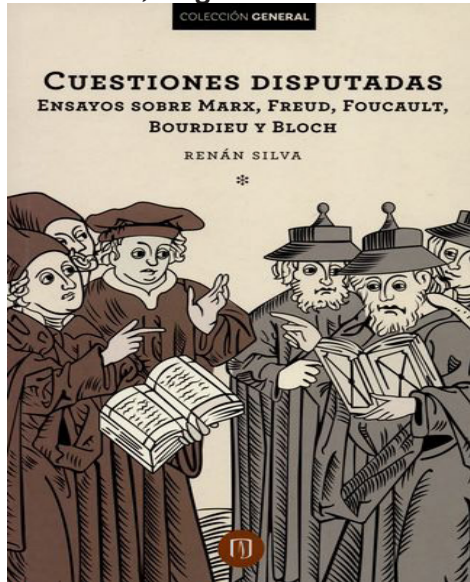 COLECCIÓN GENERAL
CUESTIONES DISPUTADAS
ENSAYOS SOBRE MARX, FREUD, FOUCAULT,
BOURDIEU Y BLOCH
RENÁN SILVA
*